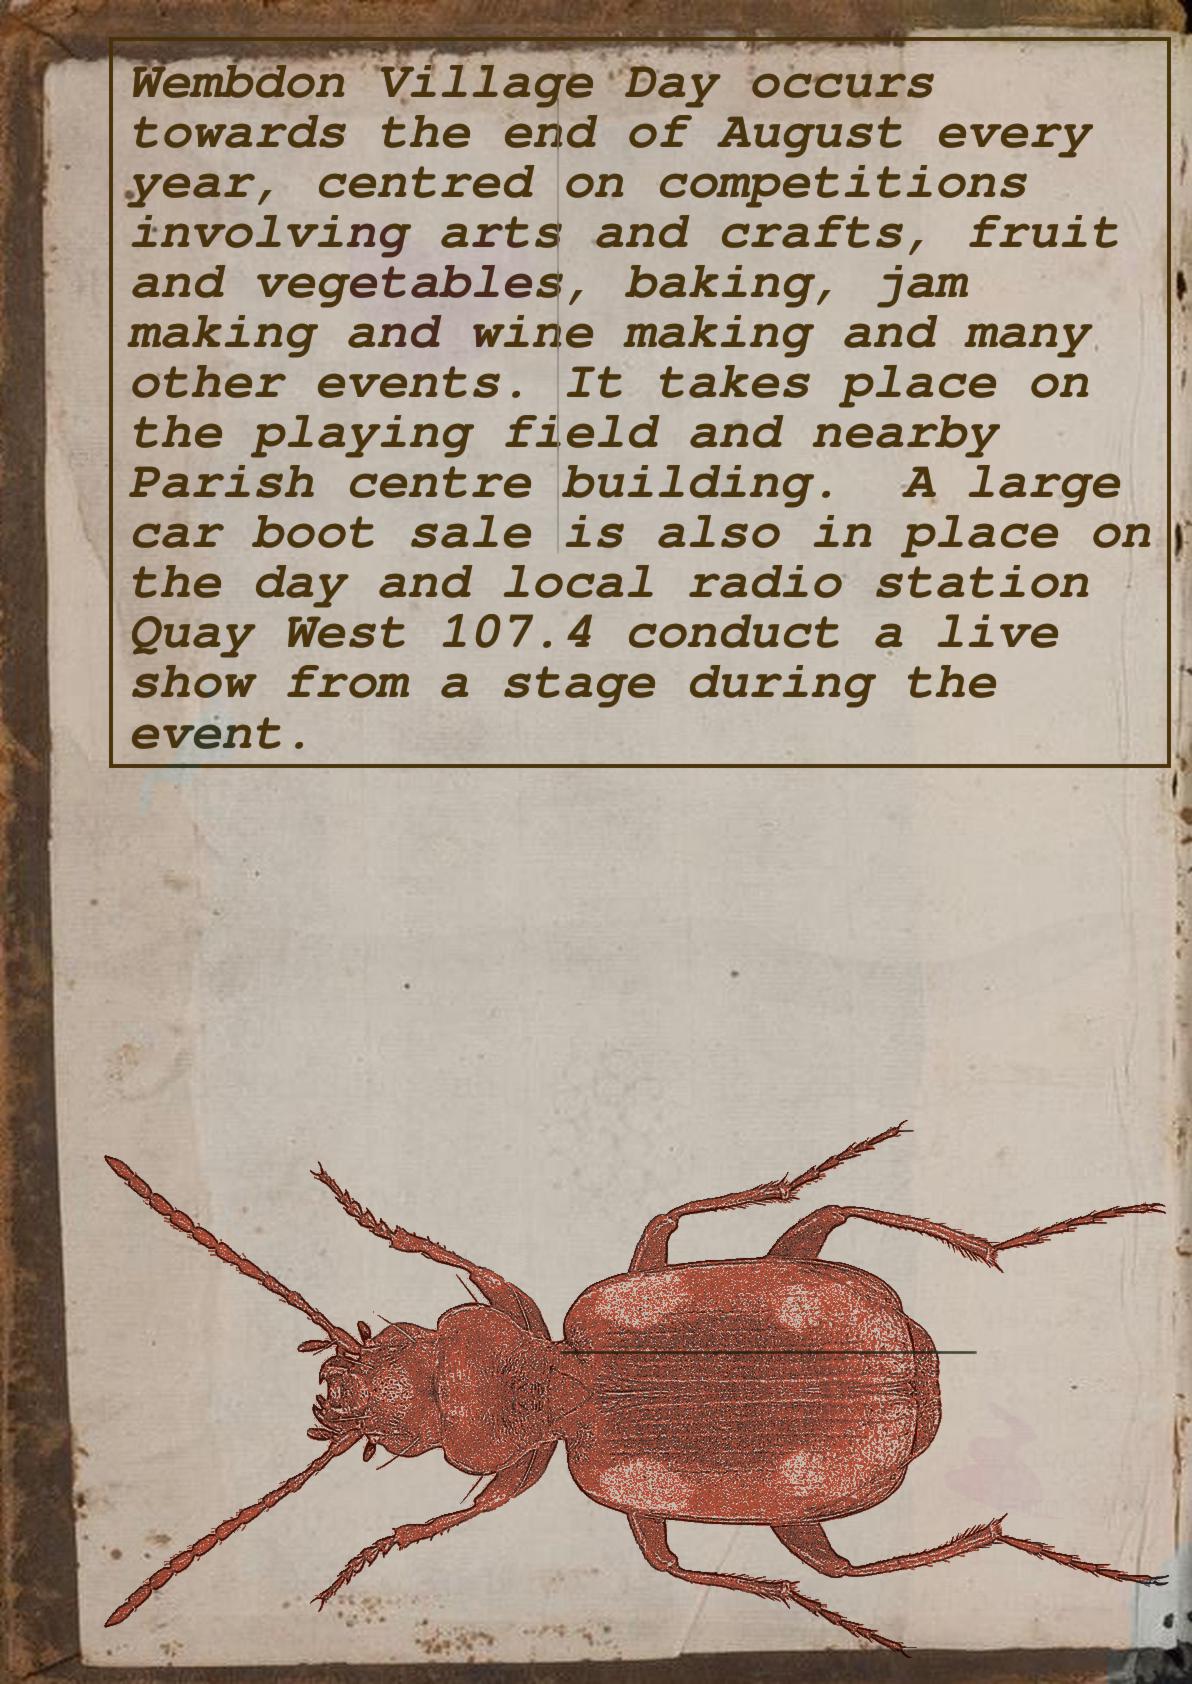 Wembdon Village Day occurs
towards the end of August every
year, centred on competitions
involving arts and crafts, fruit
and vegetables, baking, jam
making and wine making and many
other events. It takes place on
the playing field and nearby
Parish centre building.  A large
car boot sale is also in place on
the day and local radio station
Quay West 107.4 conduct a live
show from a stage during the
event.